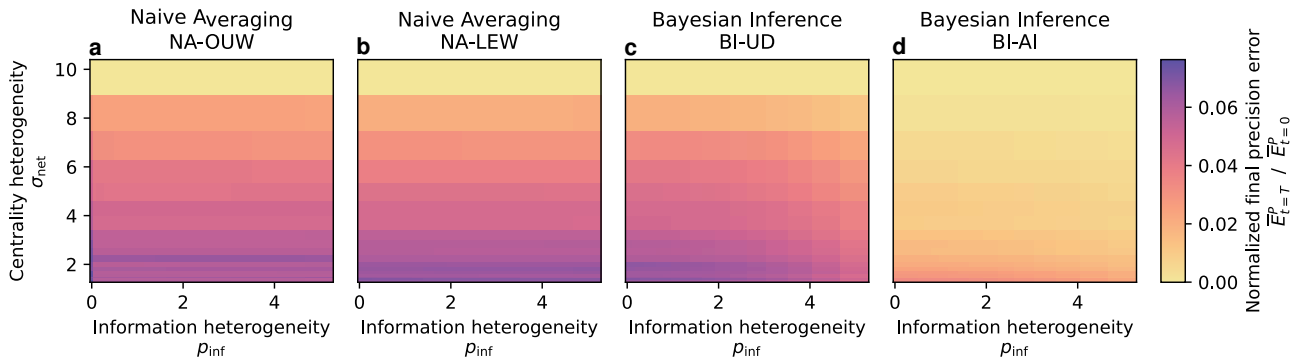 Naive Averaging
NA-OUW
Naive Averaging
NA-LEW
Bayesian Inference
BI-UD
Bayesian Inference
BI-AI
a
b
c
d
Centrality heterogeneity
σnet
10
8
6
4
2
0
2
4
Information heterogeneity
pinf
0
2
4
Information heterogeneity
pinf
0
2
4
Information heterogeneity
pinf
0
2
4
Information heterogeneity
pinf
0.06
0.04
0.02
0.00
Normalized final precision error
E̅ᴾt=T / E̅ᴾt=0